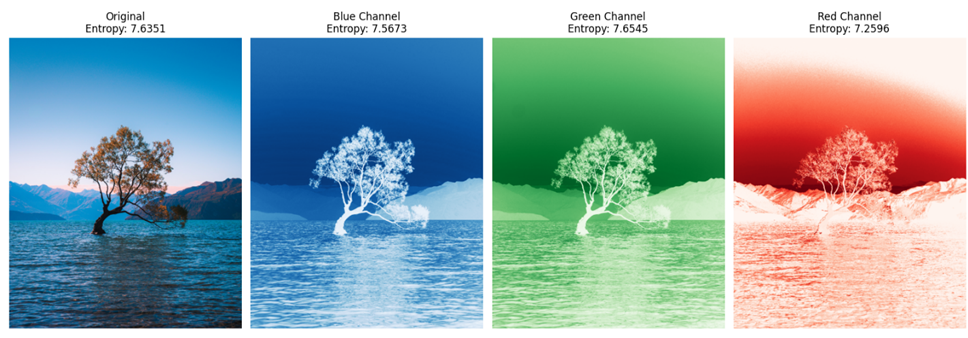 Original
Entropy: 7.6351
Blue Channel
Entropy: 7.5673
Green Channel
Entropy: 7.6545
Red Channel
Entropy: 7.2596